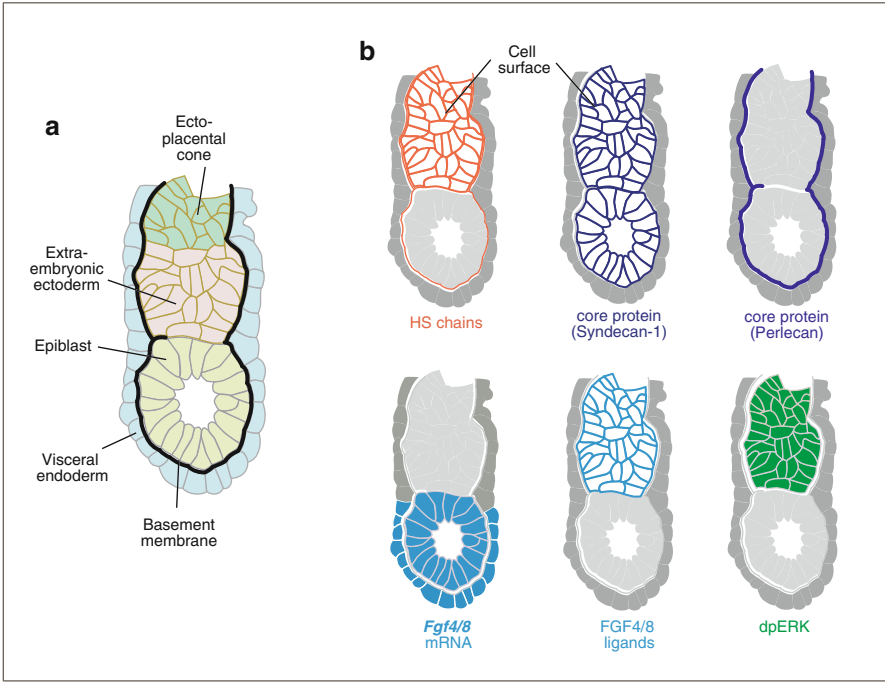 a
Ecto-
placental
cone
Extra-
embryonic
ectoderm
Epiblast
Visceral
endoderm
Basement
membrane
b
Cell
surface
HS chains
core protein
(Syndecan-1)
core protein
(Perlecan)
Fgf4/8
mRNA
FGF4/8
ligands
dpERK